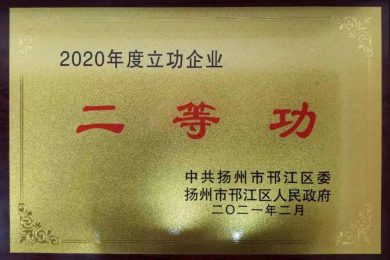 2020年度立功企业
二等功
中共扬州市邗江区委
扬州市邗江区人民政府
二〇二一年二月